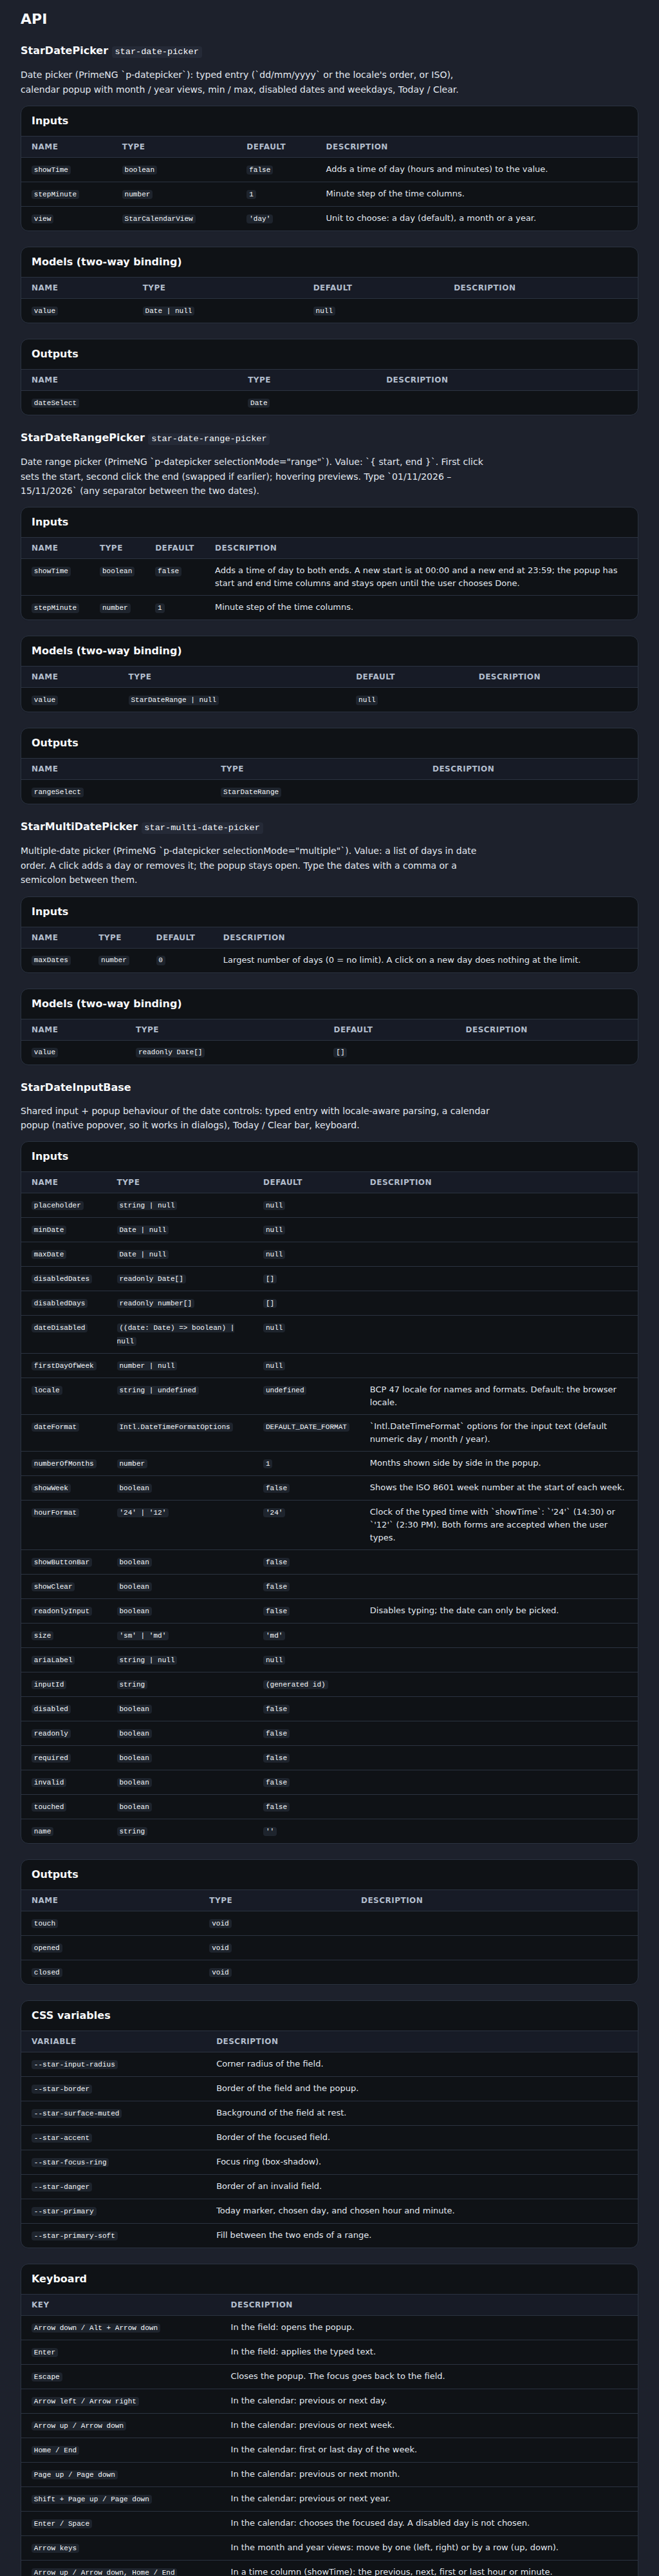 API
StarDatePicker star-date-picker
Date picker (PrimeNG `p-datepicker`): typed entry (`dd/mm/yyyy` or the locale's order, or ISO),
calendar popup with month / year views, min / max, disabled dates and weekdays, Today / Clear.
Inputs
NAME TYPE DEFAULT DESCRIPTION
showTime boolean false Adds a time of day (hours and minutes) to the value.
stepMinute number 1 Minute step of the time columns.
view StarCalendarView 'day' Unit to choose: a day (default), a month or a year.
Models (two-way binding)
NAME TYPE DEFAULT DESCRIPTION
value Date | null null
Outputs
NAME TYPE DESCRIPTION
dateSelect Date
StarDateRangePicker star-date-range-picker
Date range picker (PrimeNG `p-datepicker selectionMode="range"`). Value: `{ start, end }`. First click
sets the start, second click the end (swapped if earlier); hovering previews. Type `01/11/2026 –
15/11/2026` (any separator between the two dates).
Inputs
NAME TYPE DEFAULT DESCRIPTION
showTime boolean false Adds a time of day to both ends. A new start is at 00:00 and a new end at 23:59; the popup has
start and end time columns and stays open until the user chooses Done.
stepMinute number 1 Minute step of the time columns.
Models (two-way binding)
NAME TYPE DEFAULT DESCRIPTION
value StarDateRange | null null
Outputs
NAME TYPE DESCRIPTION
rangeSelect StarDateRange
StarMultiDatePicker star-multi-date-picker
Multiple-date picker (PrimeNG `p-datepicker selectionMode="multiple"`). Value: a list of days in date
order. A click adds a day or removes it; the popup stays open. Type the dates with a comma or a
semicolon between them.
Inputs
NAME TYPE DEFAULT DESCRIPTION
maxDates number 0 Largest number of days (0 = no limit). A click on a new day does nothing at the limit.
Models (two-way binding)
NAME TYPE DEFAULT DESCRIPTION
value readonly Date[] []
StarDateInputBase
Shared input + popup behaviour of the date controls: typed entry with locale-aware parsing, a calendar
popup (native popover, so it works in dialogs), Today / Clear bar, keyboard.
Inputs
NAME TYPE DEFAULT DESCRIPTION
placeholder string | null null
minDate Date | null null
maxDate Date | null null
disabledDates readonly Date[] []
disabledDays readonly number[] []
dateDisabled ((date: Date) => boolean) | null
null
firstDayOfWeek number | null null
locale string | undefined undefined BCP 47 locale for names and formats. Default: the browser
locale.
dateFormat Intl.DateTimeFormatOptions DEFAULT_DATE_FORMAT `Intl.DateTimeFormat` options for the input text (default
numeric day / month / year).
numberOfMonths number 1 Months shown side by side in the popup.
showWeek boolean false Shows the ISO 8601 week number at the start of each week.
hourFormat '24' | '12' '24' Clock of the typed time with `showTime`: `'24'` (14:30) or
`'12'` (2:30 PM). Both forms are accepted when the user
types.
showButtonBar boolean false
showClear boolean false
readonlyInput boolean false Disables typing; the date can only be picked.
size 'sm' | 'md' 'md'
ariaLabel string | null null
inputId string (generated id)
disabled boolean false
readonly boolean false
required boolean false
invalid boolean false
touched boolean false
name string ''
Outputs
NAME TYPE DESCRIPTION
touch void
opened void
closed void
CSS variables
VARIABLE DESCRIPTION
--star-input-radius Corner radius of the field.
--star-border Border of the field and the popup.
--star-surface-muted Background of the field at rest.
--star-accent Border of the focused field.
--star-focus-ring Focus ring (box-shadow).
--star-danger Border of an invalid field.
--star-primary Today marker, chosen day, and chosen hour and minute.
--star-primary-soft Fill between the two ends of a range.
Keyboard
KEY DESCRIPTION
Arrow down / Alt + Arrow down In the field: opens the popup.
Enter In the field: applies the typed text.
Escape Closes the popup. The focus goes back to the field.
Arrow left / Arrow right In the calendar: previous or next day.
Arrow up / Arrow down In the calendar: previous or next week.
Home / End In the calendar: first or last day of the week.
Page up / Page down In the calendar: previous or next month.
Shift + Page up / Page down In the calendar: previous or next year.
Enter / Space In the calendar: chooses the focused day. A disabled day is not chosen.
Arrow keys In the month and year views: move by one (left, right) or by a row (up, down).
Arrow up / Arrow down, Home / End In a time column (showTime): the previous, next, first or last hour or minute.